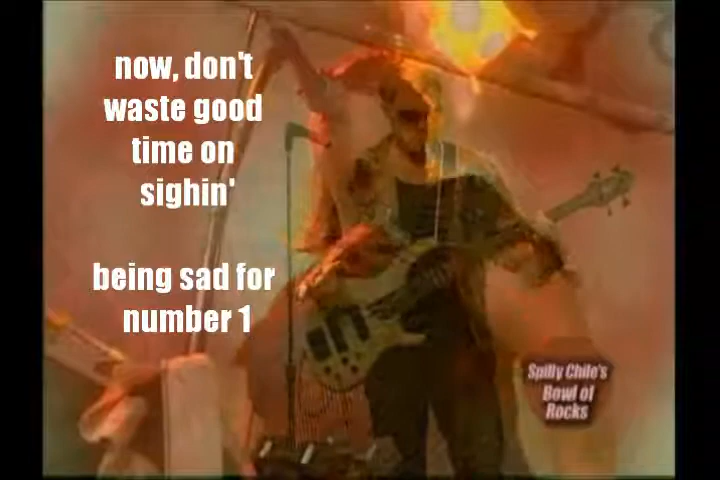 now, don't
waste good
time on
sighin'
being sad for
number 1
Spilly Chile's
Bowl of
Rocks